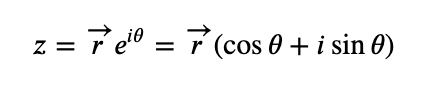 z = r⃗ e^{iθ} = r⃗ (cos θ + i sin θ)